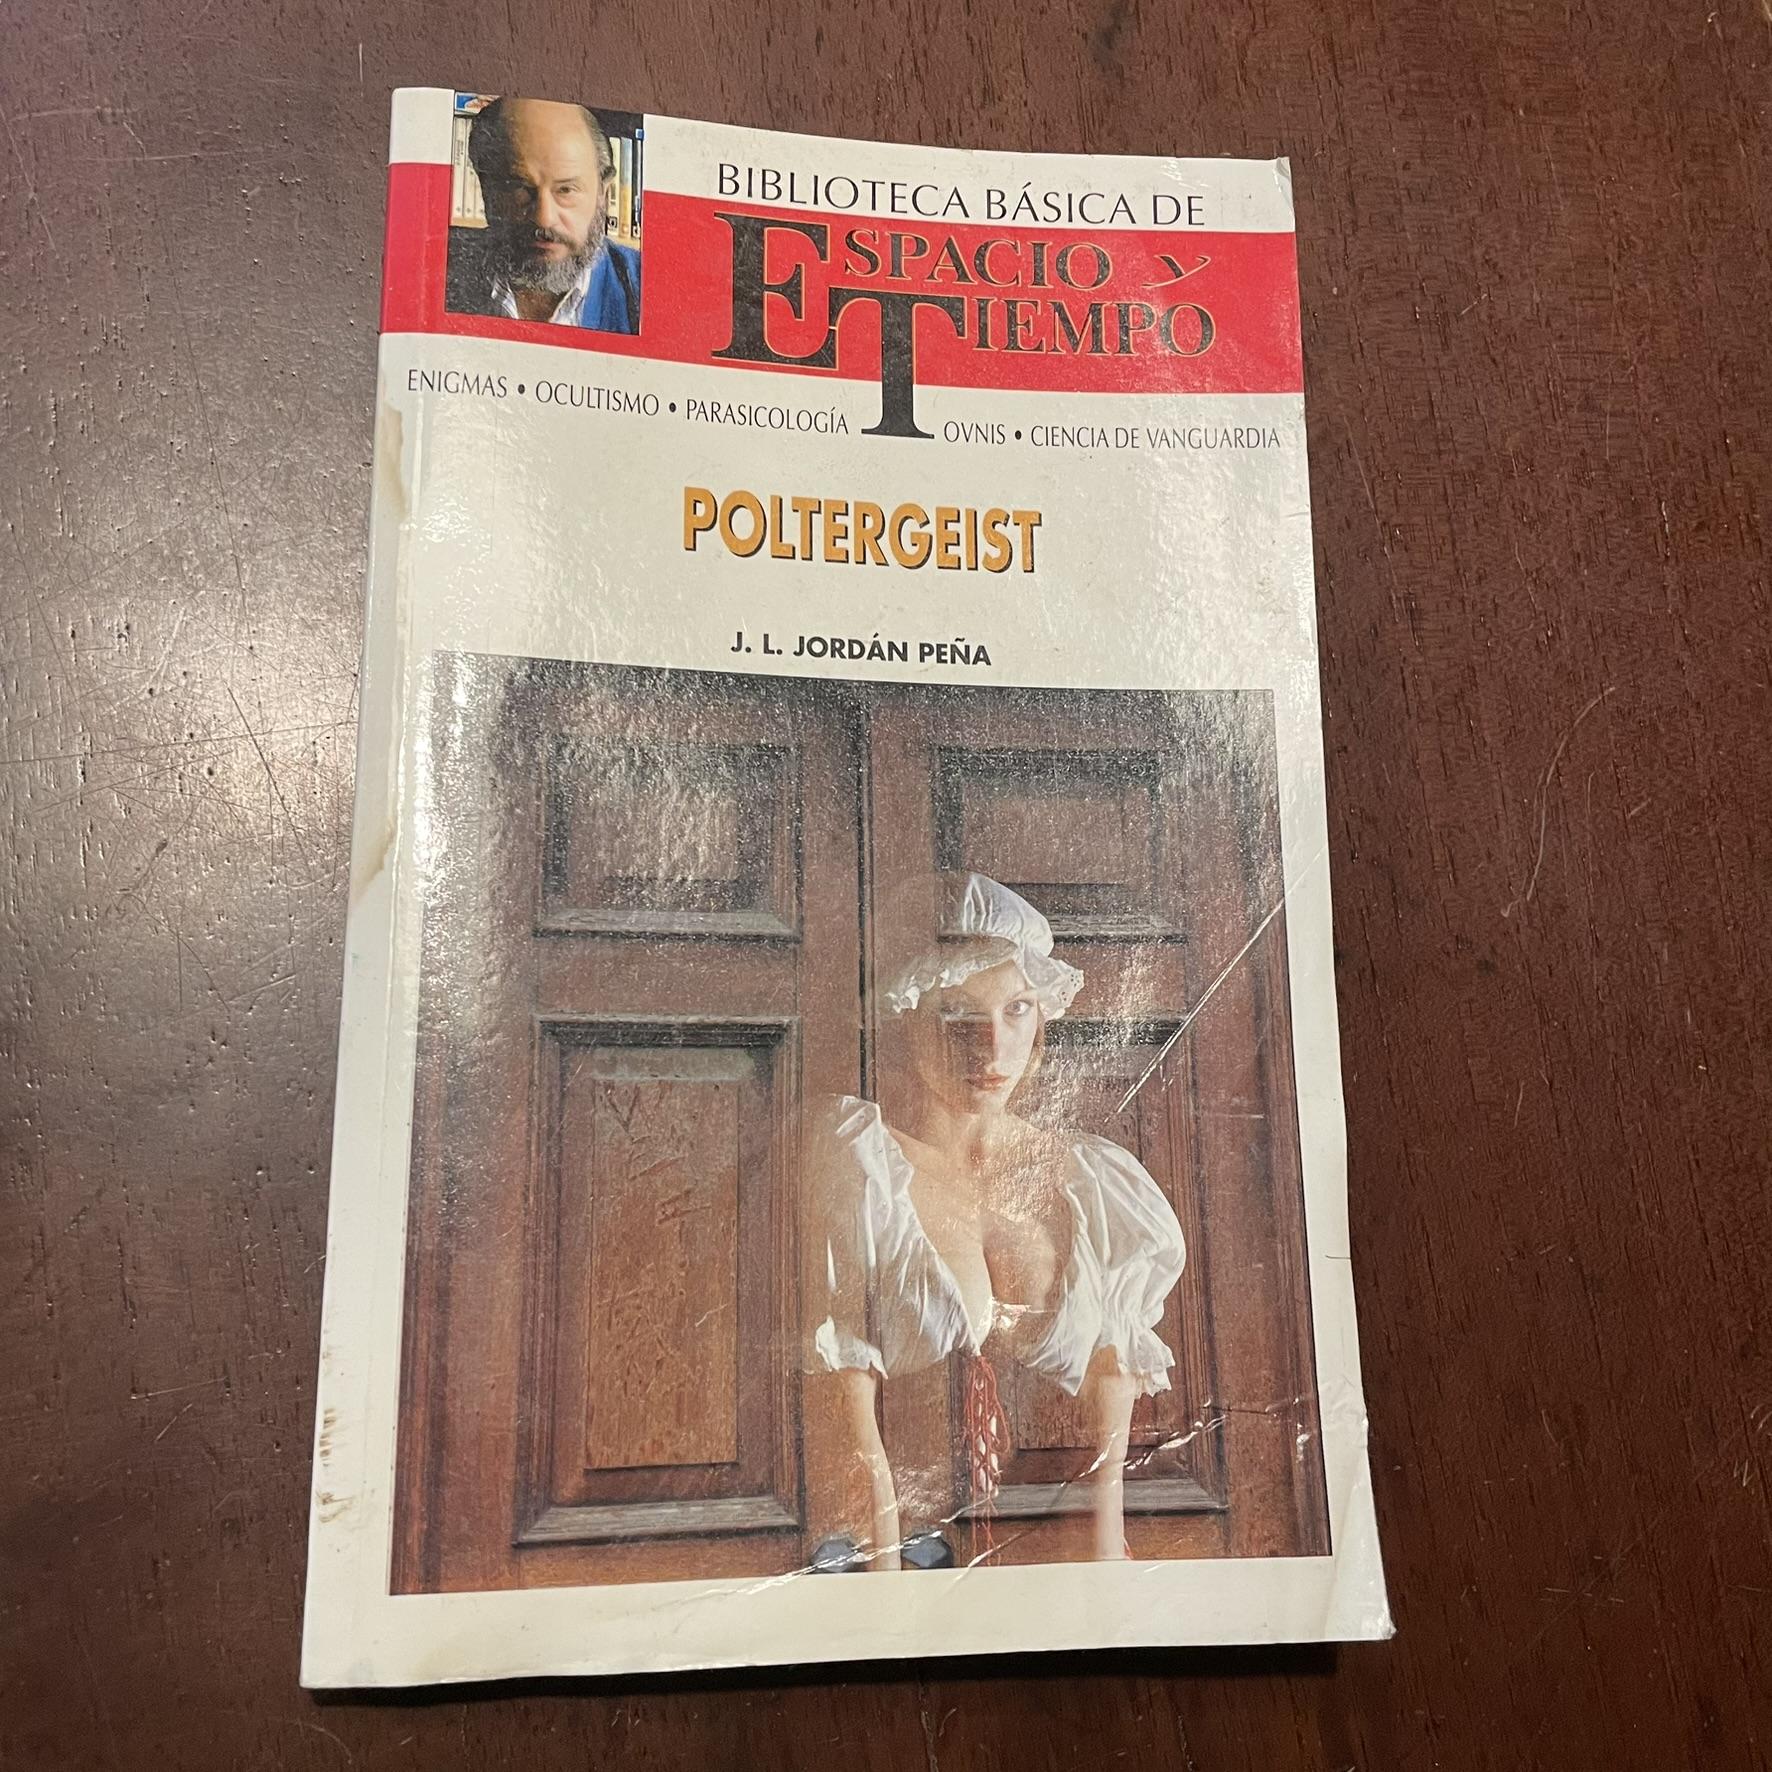 BIBLIOTECA BÁSICA DE
ESPACIO Y
TIEMPO
ENIGMAS • OCULTISMO • PARASICOLOGÍA
OVNIS • CIENCIA DE VANGUARDIA
POLTERGEIST
J. L. JORDÁN PEÑA